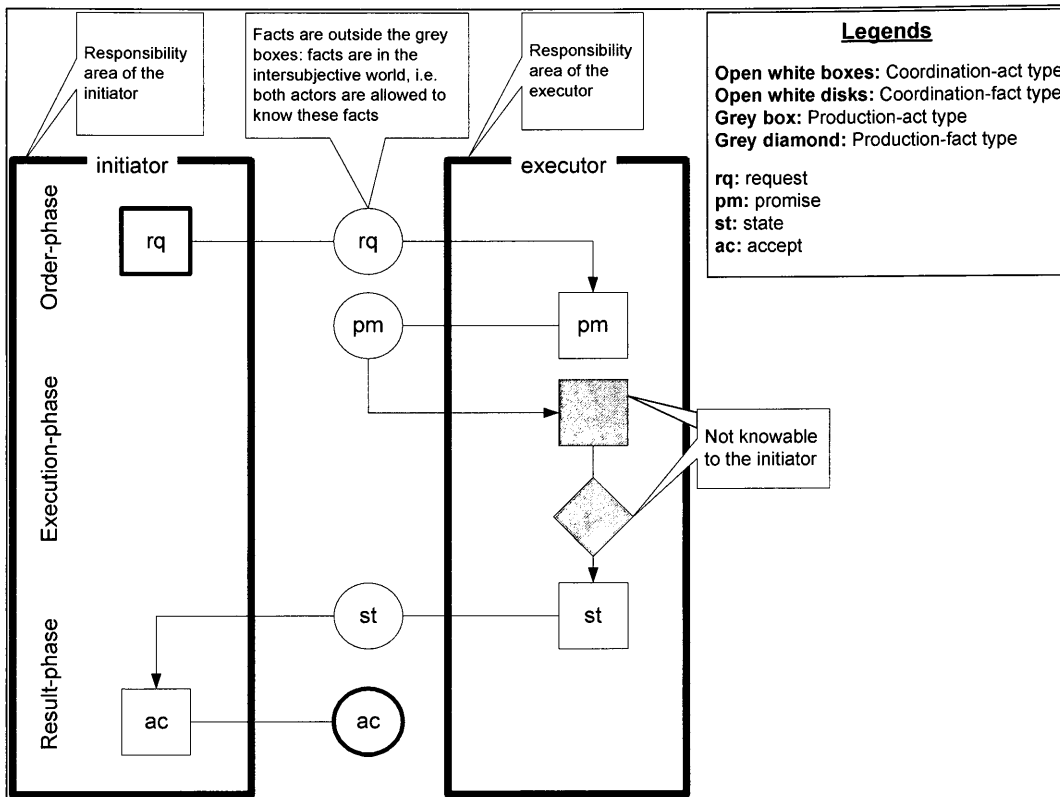 Responsibility
area of the
initiator
Facts are outside the grey
boxes: facts are in the
intersubjective world, i.e.
both actors are allowed to
know these facts
Responsibility
area of the
executor
Legends
Open white boxes: Coordination-act type
Open white disks: Coordination-fact type
Grey box: Production-act type
Grey diamond: Production-fact type
rq: request
pm: promise
st: state
ac: accept
initiator
executor
Order-phase
rq
rq
pm
pm
Execution-phase
Not knowable
to the initiator
Result-phase
st
st
ac
ac